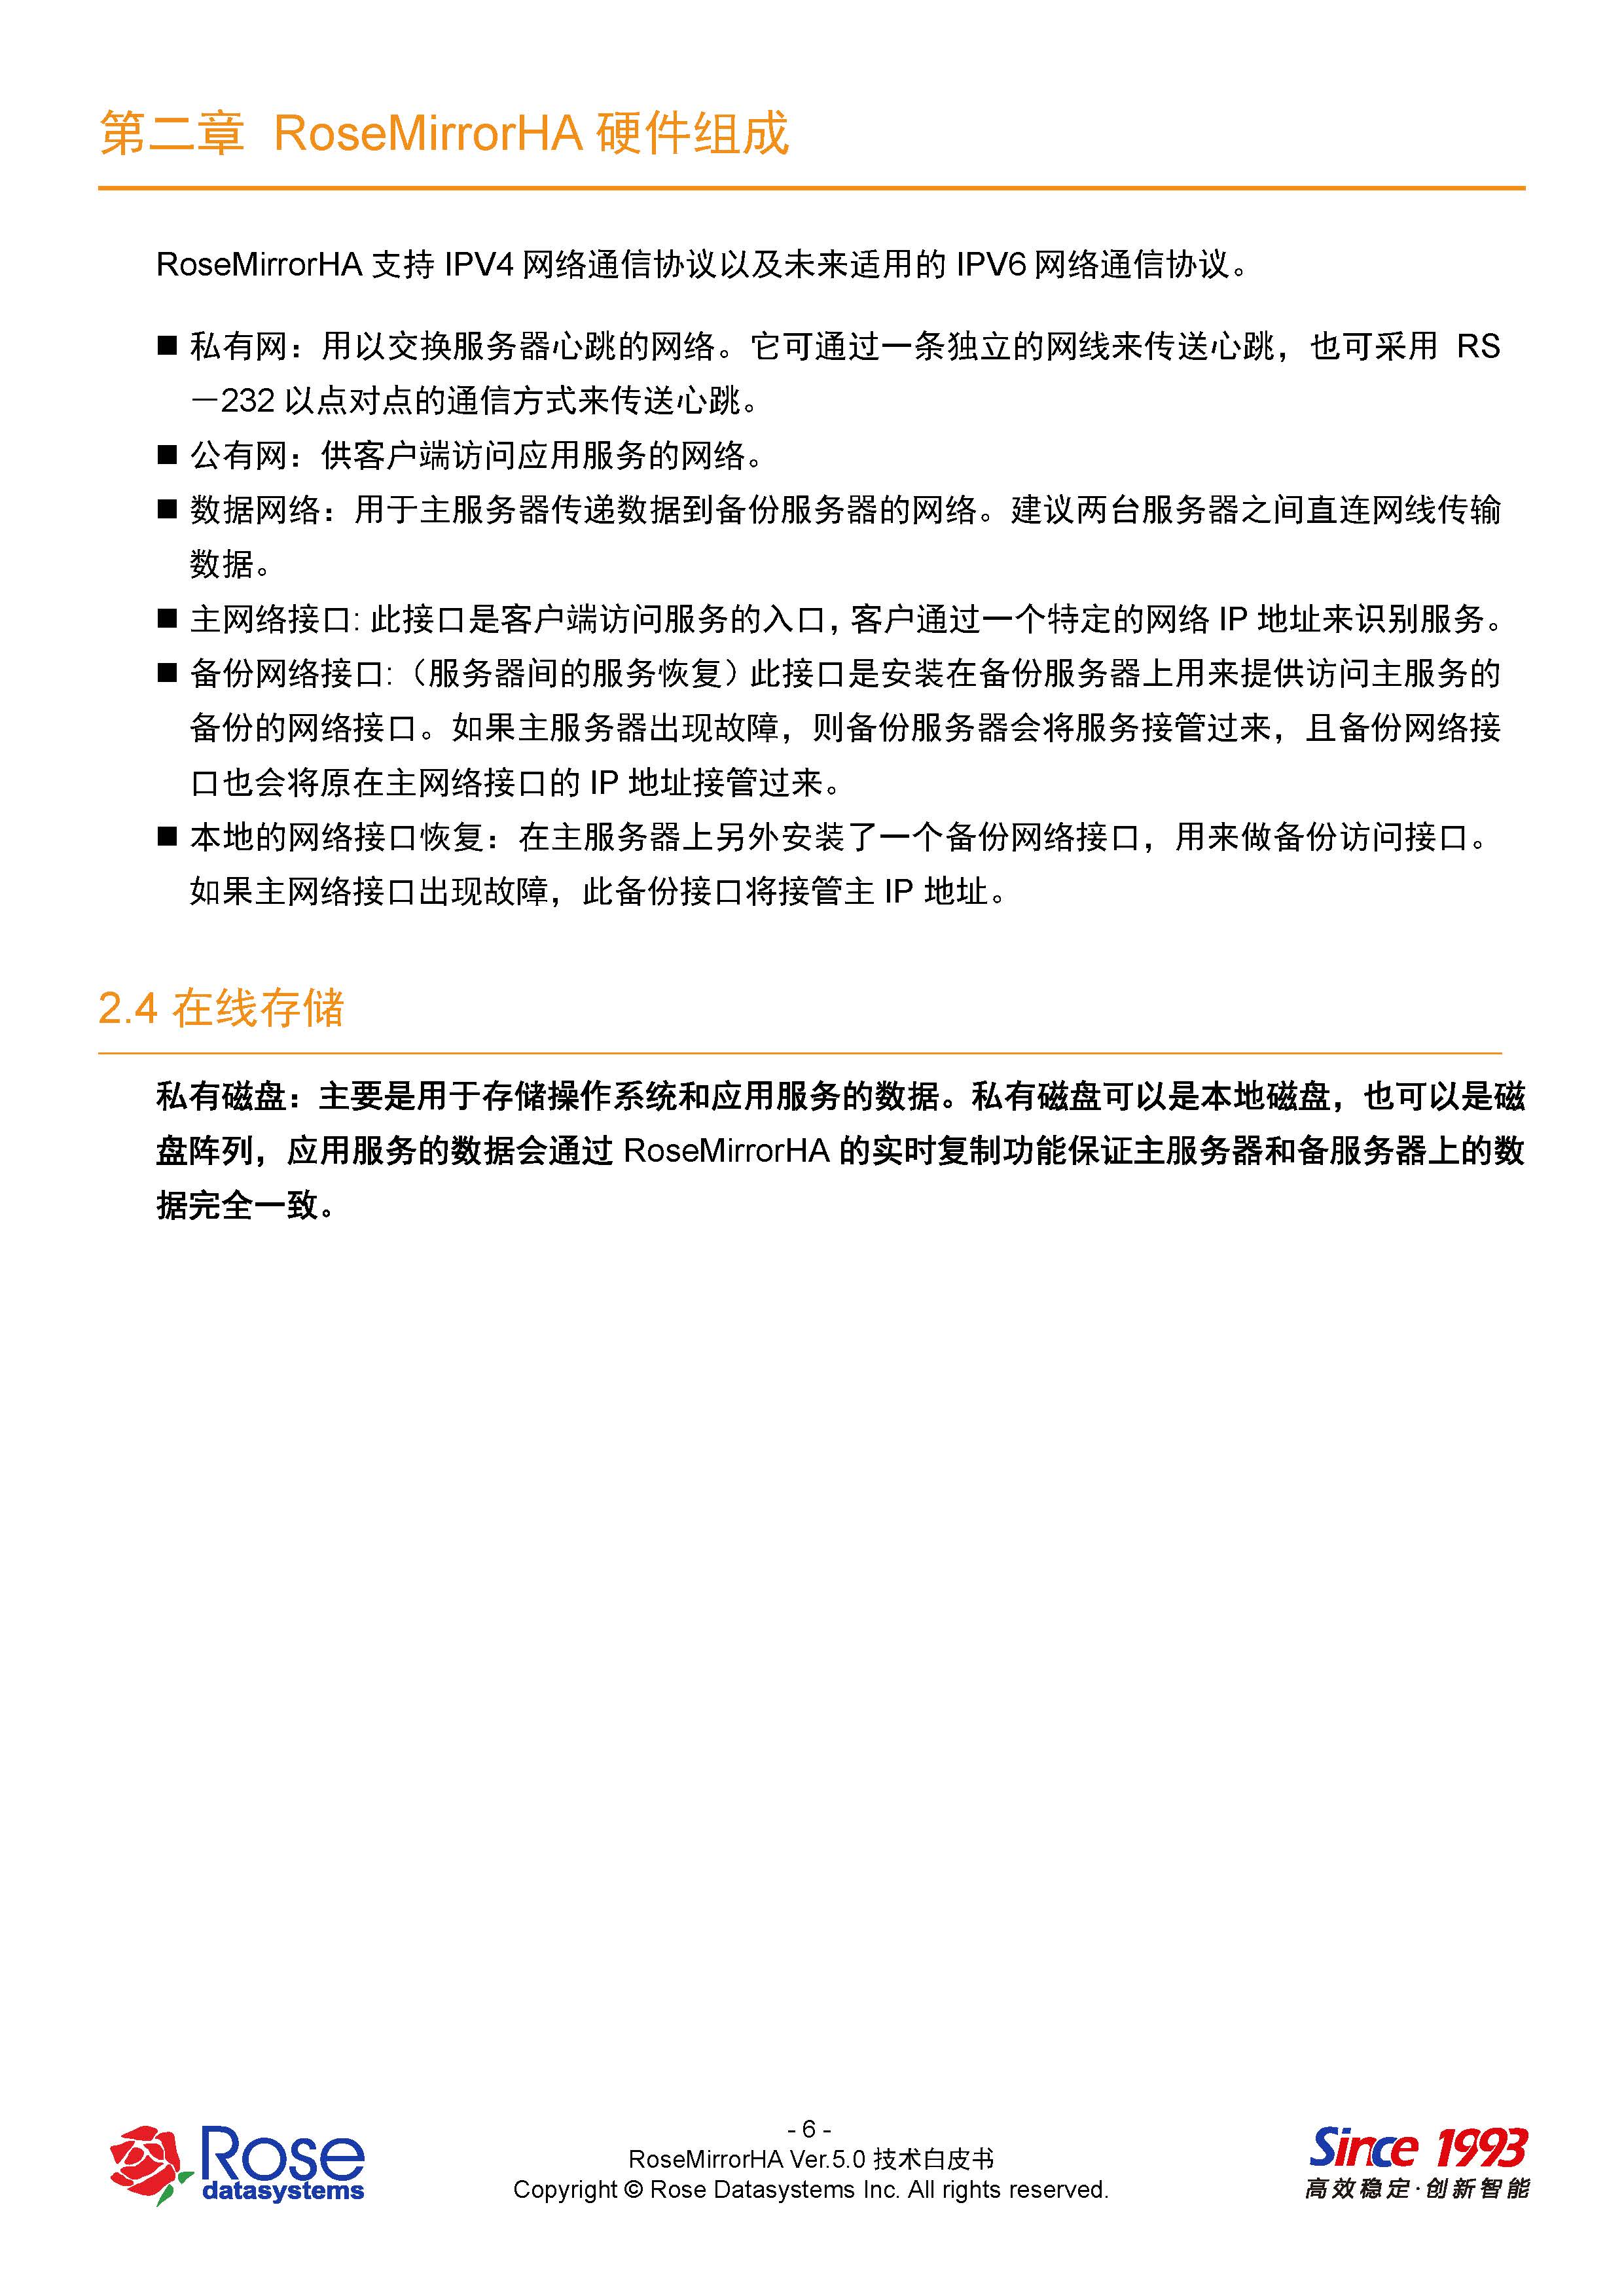 第二章 RoseMirrorHA 硬件组成
RoseMirrorHA 支持 IPV4 网络通信协议以及未来适用的 IPV6 网络通信协议。
■ 私有网：用以交换服务器心跳的网络。它可通过一条独立的网线来传送心跳，也可采用 RS
－232 以点对点的通信方式来传送心跳。
■ 公有网：供客户端访问应用服务的网络。
■ 数据网络：用于主服务器传递数据到备份服务器的网络。建议两台服务器之间直连网线传输
数据。
■ 主网络接口: 此接口是客户端访问服务的入口，客户通过一个特定的网络 IP 地址来识别服务。
■ 备份网络接口:（服务器间的服务恢复）此接口是安装在备份服务器上用来提供访问主服务的
备份的网络接口。如果主服务器出现故障，则备份服务器会将服务接管过来，且备份网络接
口也会将原在主网络接口的 IP 地址接管过来。
■ 本地的网络接口恢复：在主服务器上另外安装了一个备份网络接口，用来做备份访问接口。
如果主网络接口出现故障，此备份接口将接管主 IP 地址。
2.4 在线存储
私有磁盘：主要是用于存储操作系统和应用服务的数据。私有磁盘可以是本地磁盘，也可以是磁
盘阵列，应用服务的数据会通过 RoseMirrorHA 的实时复制功能保证主服务器和备服务器上的数
据完全一致。
Rose
datasystems
- 6 -
RoseMirrorHA Ver.5.0 技术白皮书
Copyright © Rose Datasystems Inc. All rights reserved.
Since 1993
高效稳定·创新智能